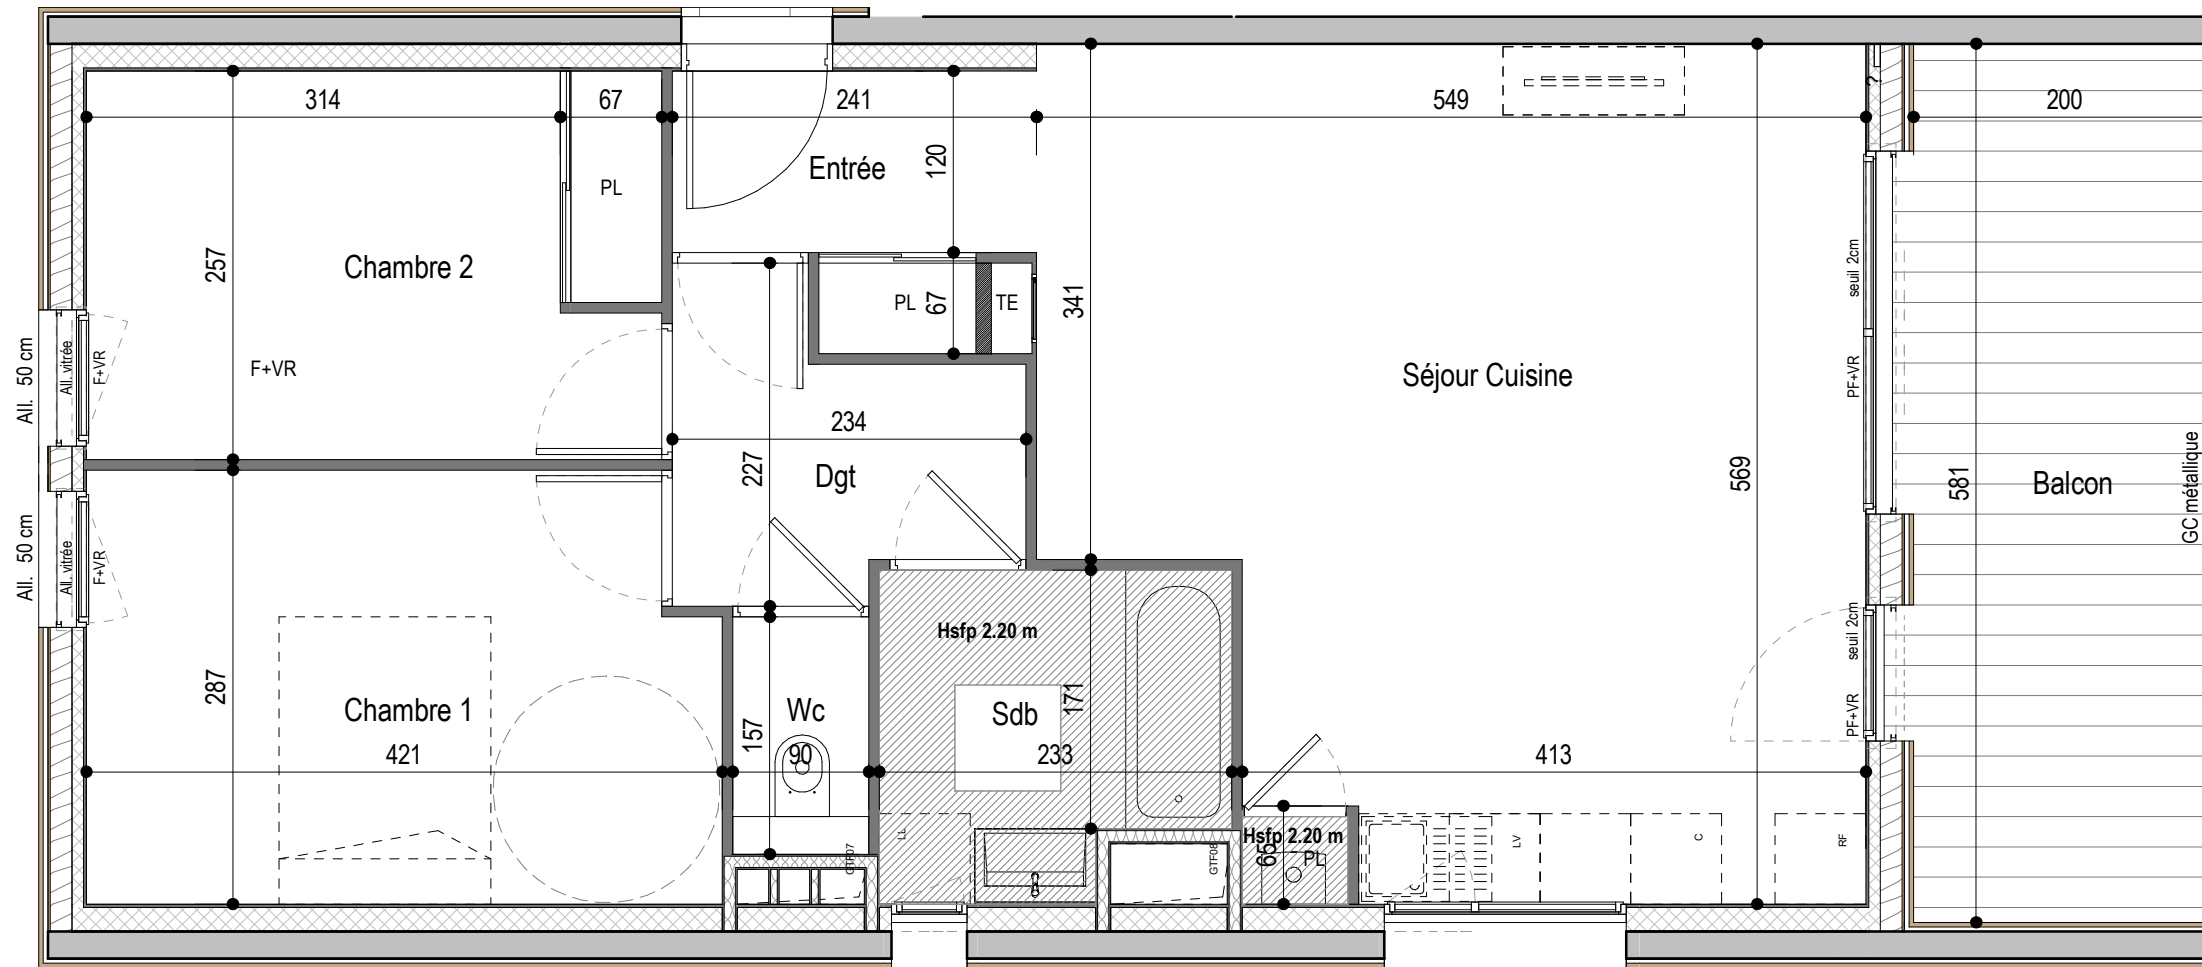 314
67
241
549
200
Entrée
120
PL
257
Chambre 2
PL
67
TE
341
seuil 2cm
Séjour Cuisine
PF+VR
All. 50 cm
All. vitrée
F+VR
F+VR
234
227
Dgt
569
581
Balcon
GC métallique
All. 50 cm
All. vitrée
F+VR
Hsfp 2.20 m
seuil 2cm
287
Chambre 1
171
Wc
Sdb
PF+VR
421
157
90
233
413
Hsfp 2.20 m
65
PL
LL
GTF07
GTF08
LV
C
RF